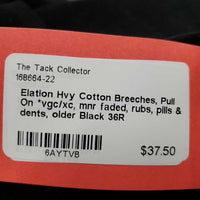 The Tack Collector
168664-22
Elation Hvy Cotton Breeches, Pull
On *vgc/xc, mnr faded, rubs, pills &
dents, older Black 36R
6AYTVB
$37.50